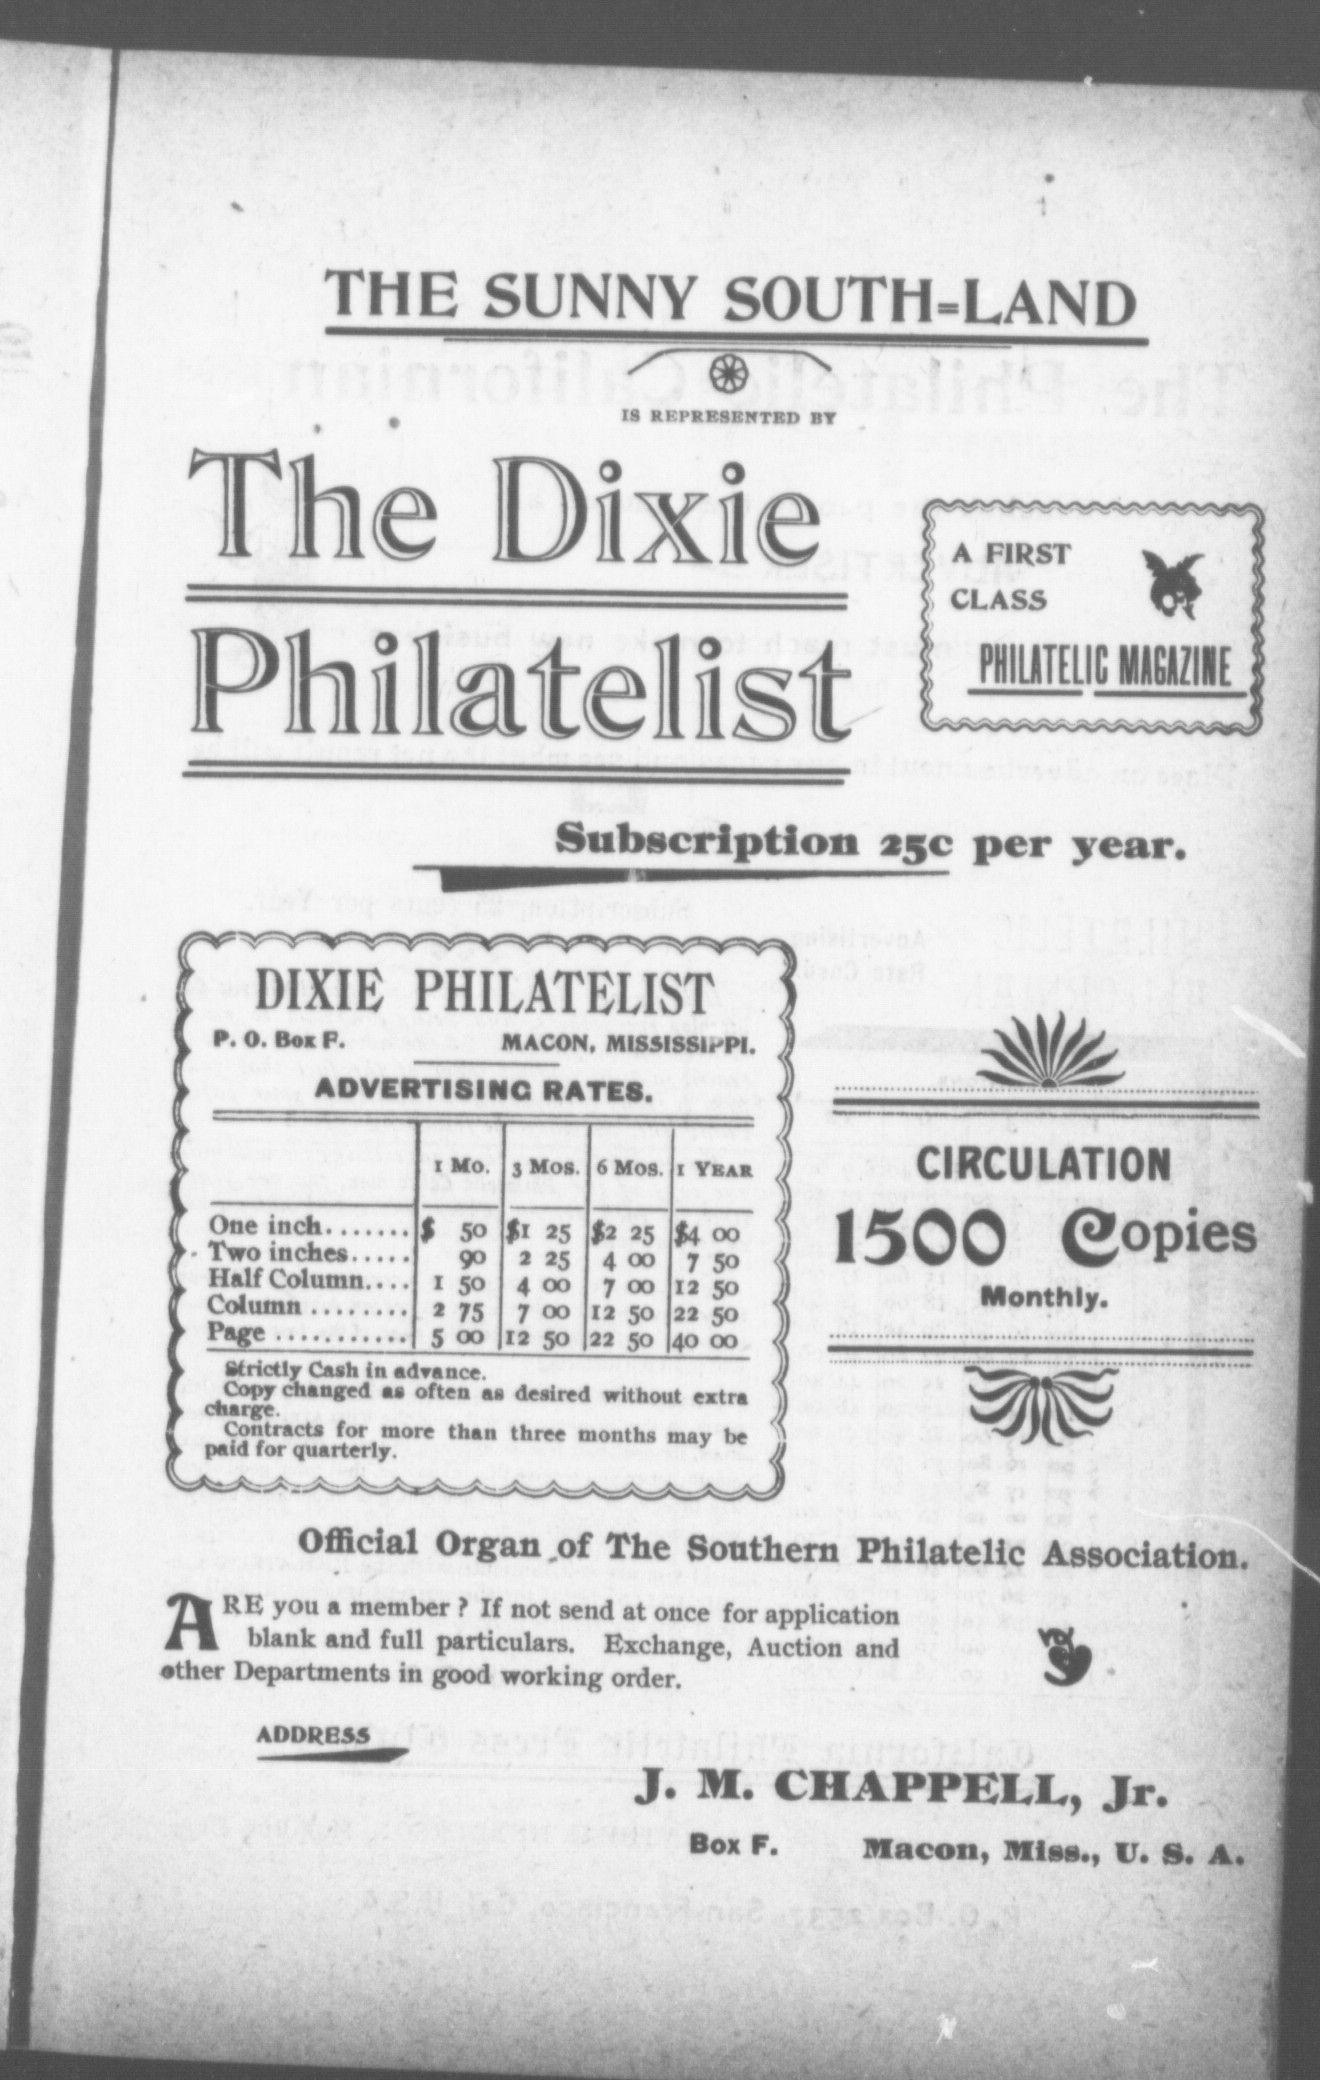 THE SUNNY SOUTH=LAND
IS REPRESENTED BY
The Dixie
Philatelist
A FIRST
CLASS
PHILATELIC MAGAZINE
Subscription 25c per year.
DIXIE PHILATELIST
P. O. Box F. MACON, MISSISSIPPI.
ADVERTISING RATES.
1 Mo. 3 Mos. 6 Mos. 1 YEAR
One inch....... $ 50 $1 25 $2 25 $4 00
Two inches..... 90 2 25 4 00 7 50
Half Column.... 1 50 4 00 7 00 12 50
Column ........ 2 75 7 00 12 50 22 50
Page ........... 5 00 12 50 22 50 40 00
Strictly Cash in advance.
Copy changed as often as desired without extra
charge.
Contracts for more than three months may be
paid for quarterly.
CIRCULATION
1500 Copies
Monthly.
Official Organ of The Southern Philatelic Association.
ARE you a member ? If not send at once for application
blank and full particulars. Exchange, Auction and
other Departments in good working order.
ADDRESS
J. M. CHAPPELL, Jr.
Box F. Macon, Miss., U. S. A.